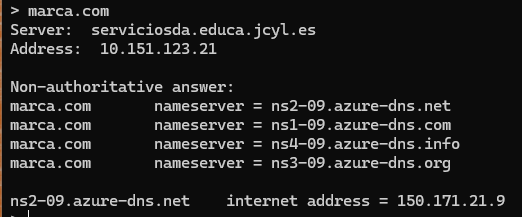 > marca.com
Server:  serviciosda.educa.jcyl.es
Address:  10.151.123.21

Non-authoritative answer:
marca.com       nameserver = ns2-09.azure-dns.net
marca.com       nameserver = ns1-09.azure-dns.com
marca.com       nameserver = ns4-09.azure-dns.info
marca.com       nameserver = ns3-09.azure-dns.org

ns2-09.azure-dns.net    internet address = 150.171.21.9
>